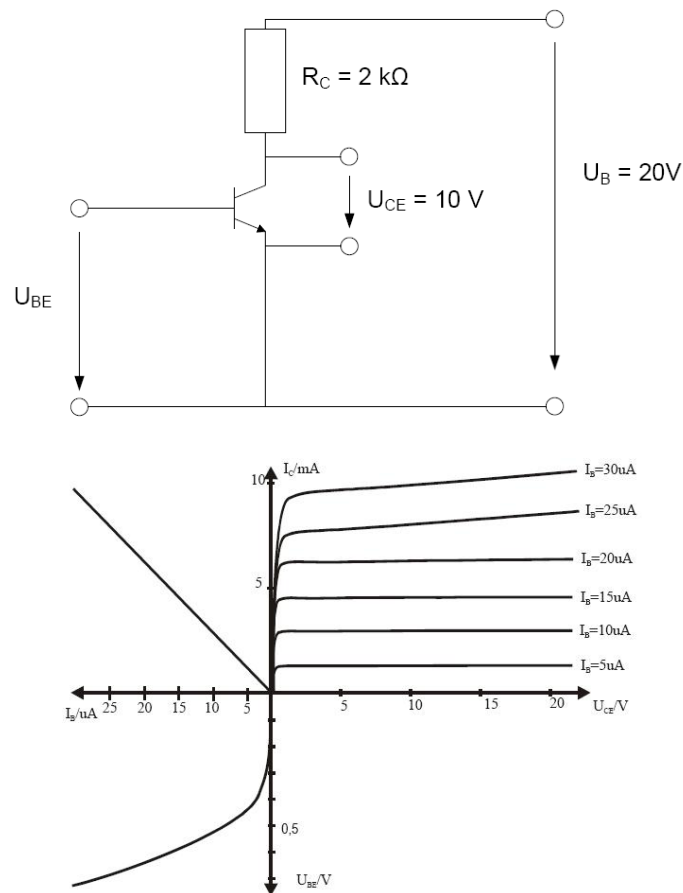 R_C = 2 kΩ
U_B = 20V
U_CE = 10 V
U_BE
I_C/mA
10
I_B=30uA
I_B=25uA
I_B=20uA
5
I_B=15uA
I_B=10uA
I_B=5uA
I_B/uA 25 20 15 10 5 5 10 15 20 U_CE/V
0,5
U_BE/V